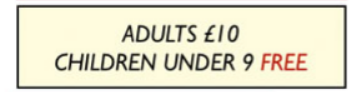 ADULTS £10
CHILDREN UNDER 9 FREE